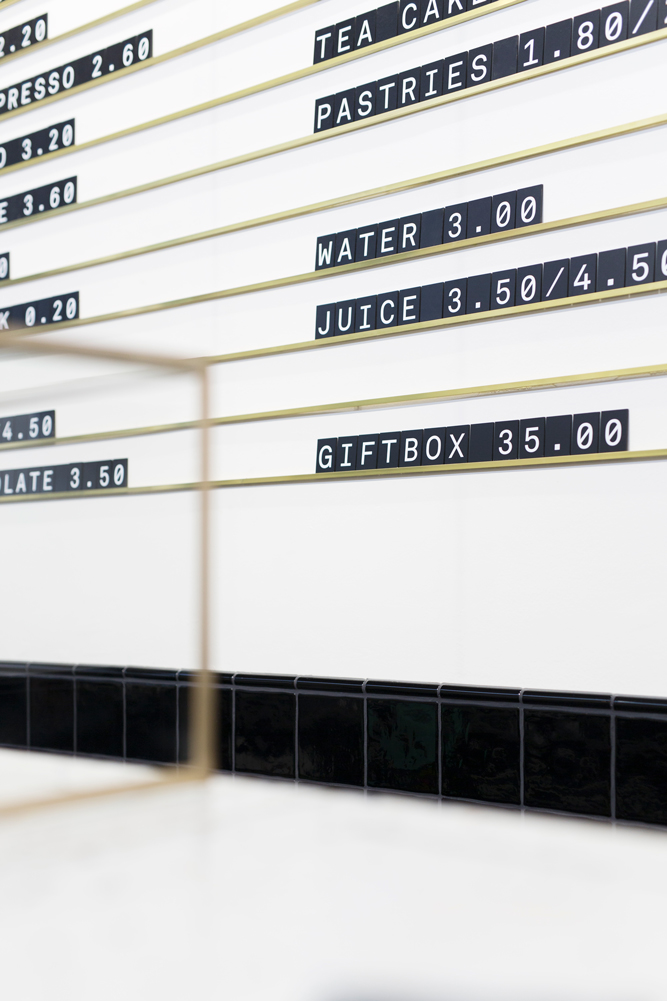 2.20
PRESSO 2.60
3.20
3.60
0.20
4.50
LATE 3.50
TEA CAKE
PASTRIES 1.80/
WATER 3.00
JUICE 3.50/4.50
GIFTBOX 35.00